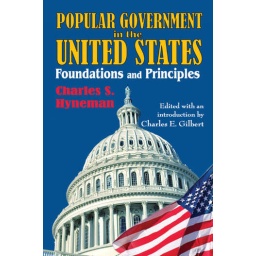 POPULAR GOVERNMENT
in the
UNITED STATES
Foundations and Principles
Charles S.
Hyneman
Edited with an
introduction by
Charles E. Gilbert